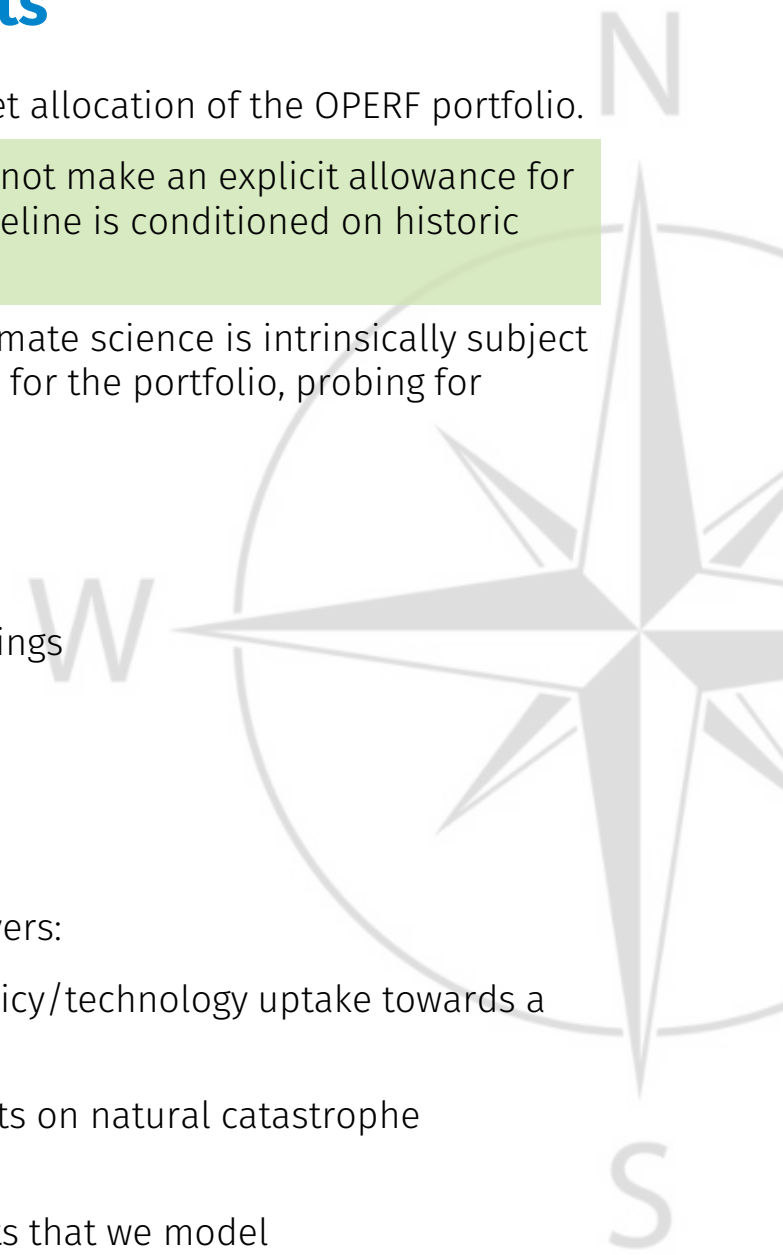 ts
N
et allocation of the OPERF portfolio.
not make an explicit allowance for
eline is conditioned on historic
mate science is intrinsically subject
for the portfolio, probing for
W
ings
vers:
icy/technology uptake towards a
ts on natural catastrophe
S
ts that we model